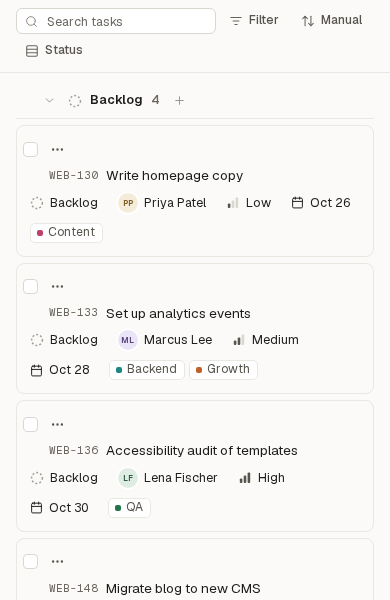 Search tasks
Filter
Manual
Status
Backlog 4
...
WEB-130 Write homepage copy
Backlog PP Priya Patel Low Oct 26
Content
...
WEB-133 Set up analytics events
Backlog ML Marcus Lee Medium
Oct 28 Backend Growth
...
WEB-136 Accessibility audit of templates
Backlog LF Lena Fischer High
Oct 30 QA
...
WEB-148 Migrate blog to new CMS